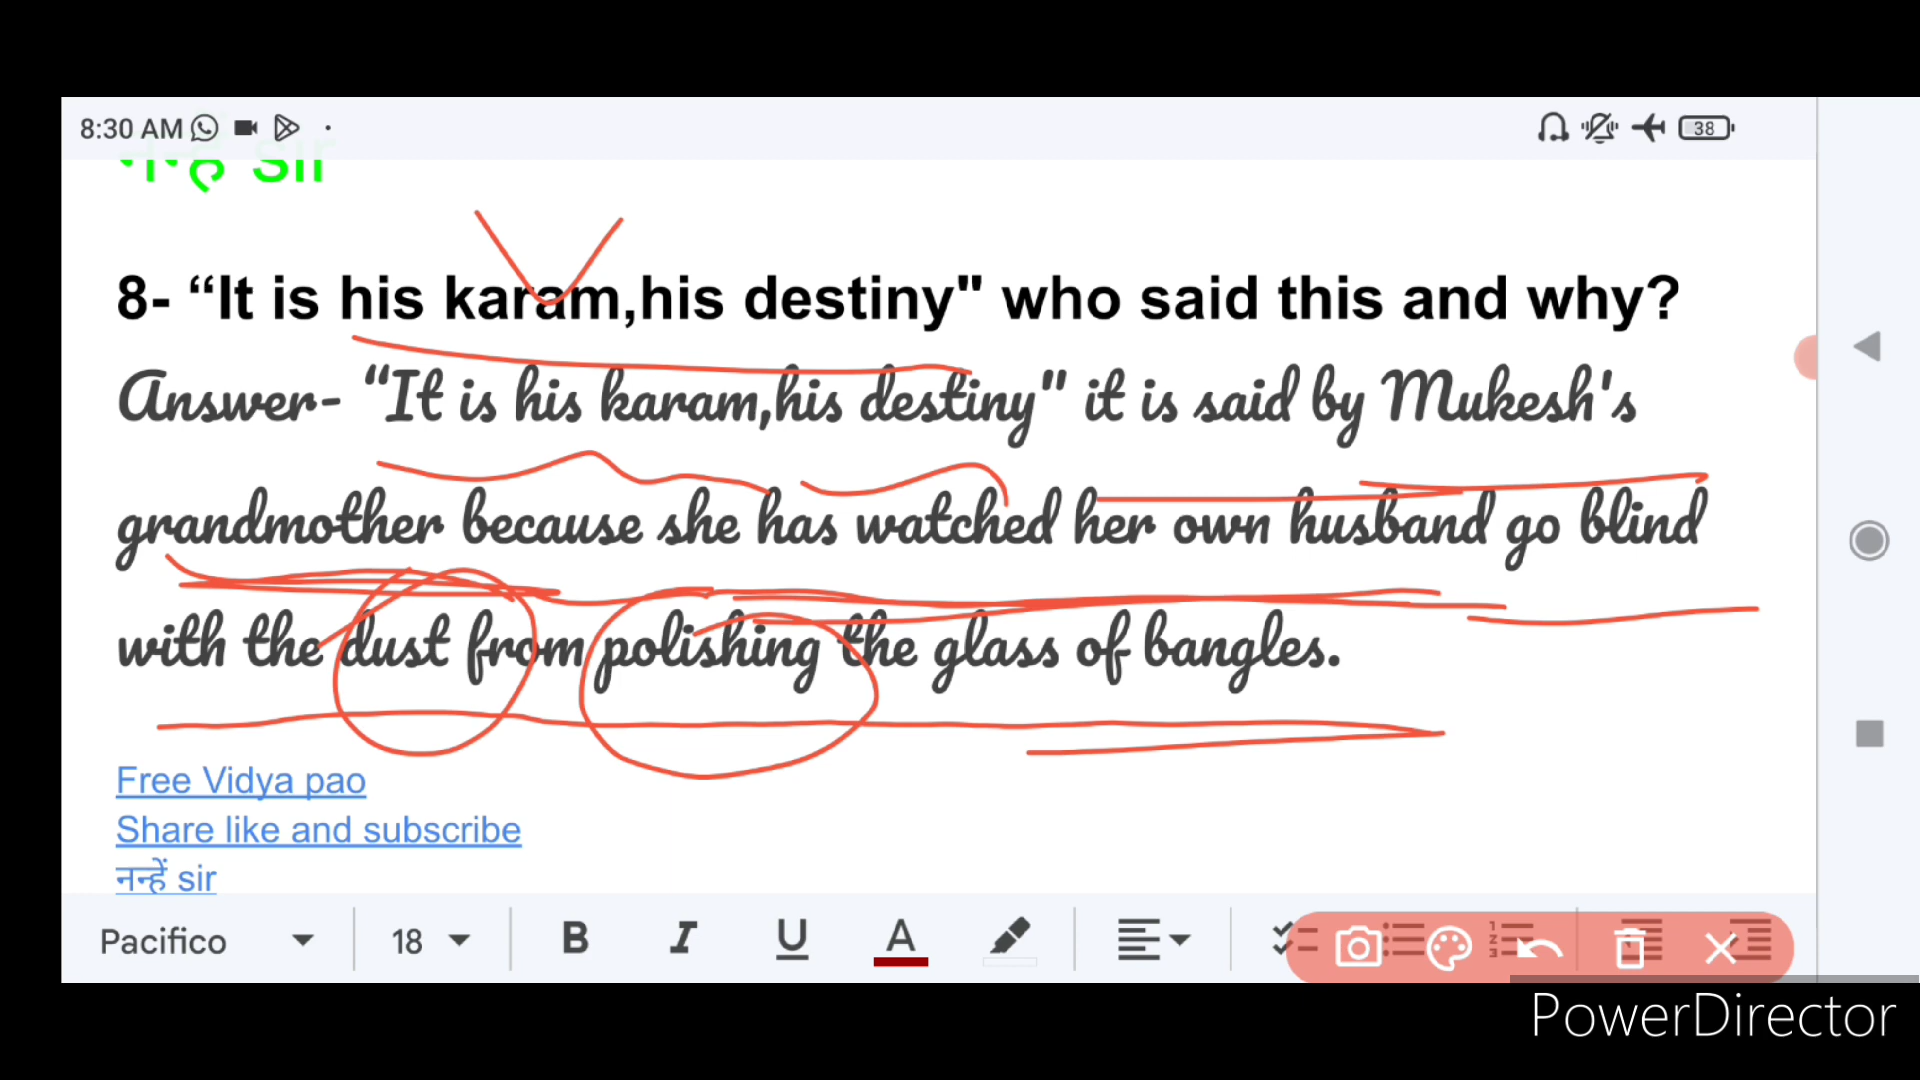 8:30 AM
38
नन्हें sir
8- “It is his karam,his destiny" who said this and why?
Answer- “It is his karam,his destiny" it is said by Mukesh's
grandmother because she has watched her own husband go blind
with the dust from polishing the glass of bangles.
Free Vidya pao
Share like and subscribe
नन्हें sir
Pacifico 18 B I U A
PowerDirector